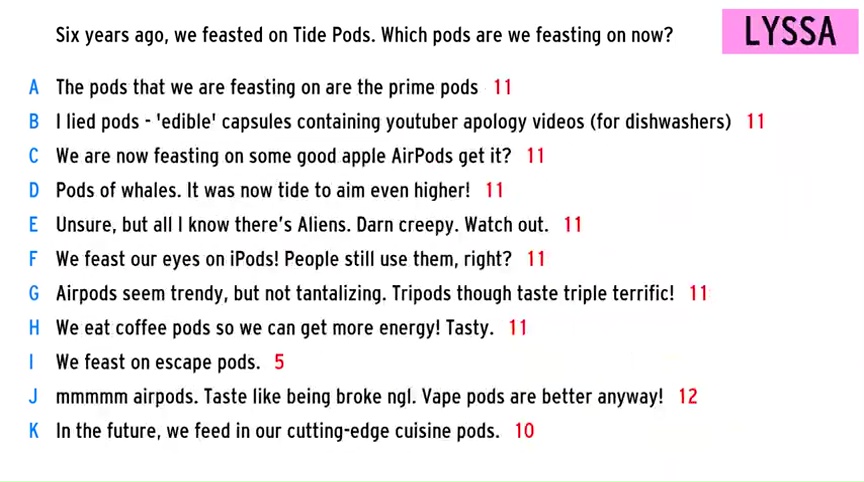 Six years ago, we feasted on Tide Pods. Which pods are we feasting on now?
LYSSA
A The pods that we are feasting on are the prime pods 11
B I lied pods - 'edible' capsules containing youtuber apology videos (for dishwashers) 11
C We are now feasting on some good apple AirPods get it? 11
D Pods of whales. It was now tide to aim even higher! 11
E Unsure, but all I know there's Aliens. Darn creepy. Watch out. 11
F We feast our eyes on iPods! People still use them, right? 11
G Airpods seem trendy, but not tantalizing. Tripods though taste triple terrific! 11
H We eat coffee pods so we can get more energy! Tasty. 11
I We feast on escape pods. 5
J mmmmm airpods. Taste like being broke ngl. Vape pods are better anyway! 12
K In the future, we feed in our cutting-edge cuisine pods. 10